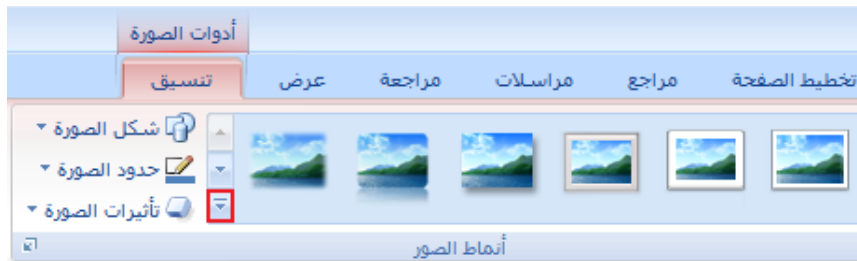 أدوات الصورة
تخطيط الصفحة مراجع مراسلات مراجعة عرض تنسيق
شكل الصورة
حدود الصورة
تأثيرات الصورة
أنماط الصور